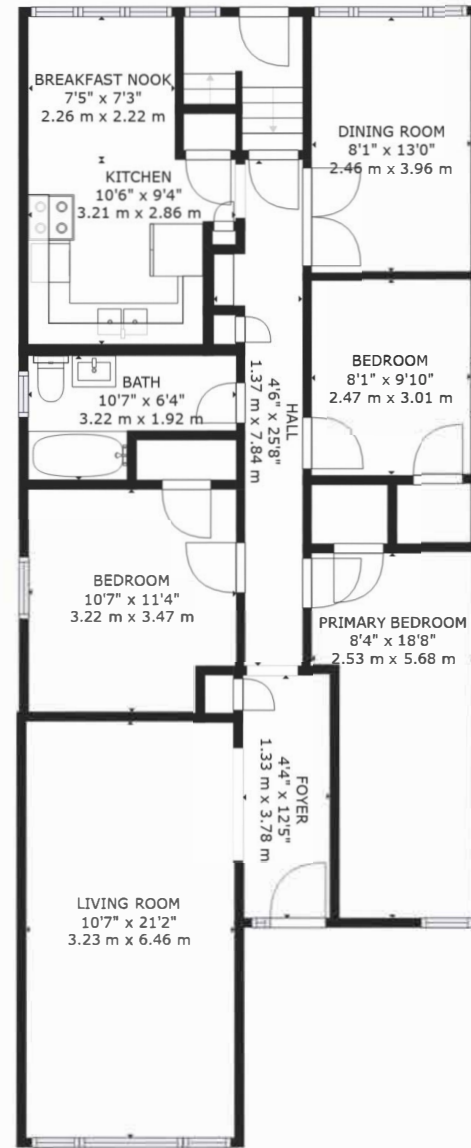 BREAKFAST NOOK
7'5" x 7'3"
2.26 m x 2.22 m
DINING ROOM
8'1" x 13'0"
2.46 m x 3.96 m
KITCHEN
10'6" x 9'4"
3.21 m x 2.86 m
BEDROOM
8'1" x 9'10"
2.47 m x 3.01 m
HALL
4'6" x 25'8"
1.37 m x 7.84 m
BATH
10'7" x 6'4"
3.22 m x 1.92 m
BEDROOM
10'7" x 11'4"
3.22 m x 3.47 m
PRIMARY BEDROOM
8'4" x 18'8"
2.53 m x 5.68 m
FOYER
4'4" x 12'5"
1.33 m x 3.78 m
LIVING ROOM
10'7" x 21'2"
3.23 m x 6.46 m